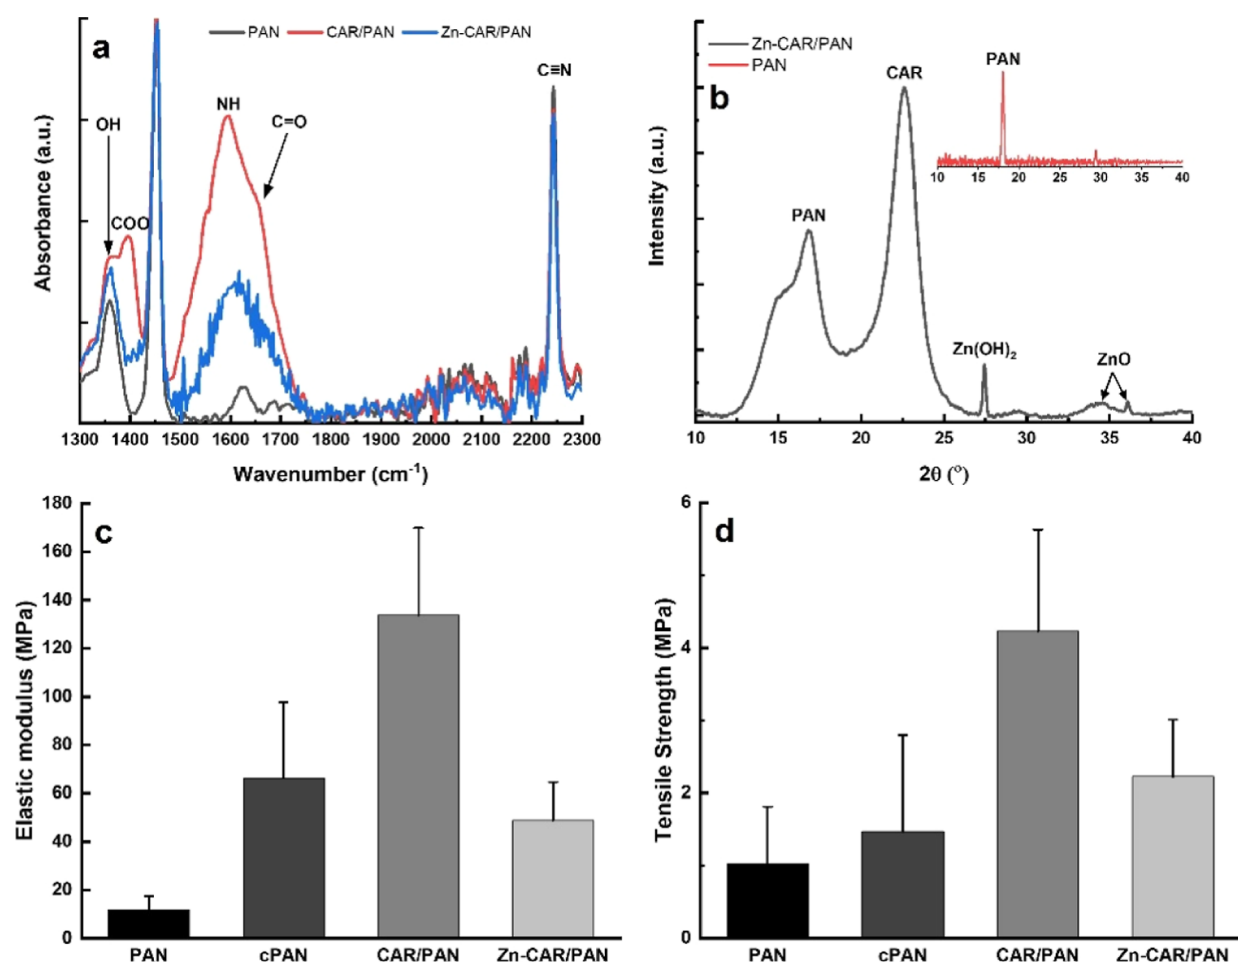 a
PAN CAR/PAN Zn-CAR/PAN
C≡N
NH
OH
C=O
COO
Absorbance (a.u.)
1300 1400 1500 1600 1700 1800 1900 2000 2100 2200 2300
Wavenumber (cm⁻¹)
b
Zn-CAR/PAN
PAN
CAR
PAN
10 15 20 25 30 35 40
PAN
Zn(OH)₂
ZnO
Intensity (a.u.)
10 15 20 25 30 35 40
2θ (°)
c
180
160
140
120
100
80
60
40
20
0
Elastic modulus (MPa)
PAN cPAN CAR/PAN Zn-CAR/PAN
d
6
4
2
0
Tensile Strength (MPa)
PAN cPAN CAR/PAN Zn-CAR/PAN